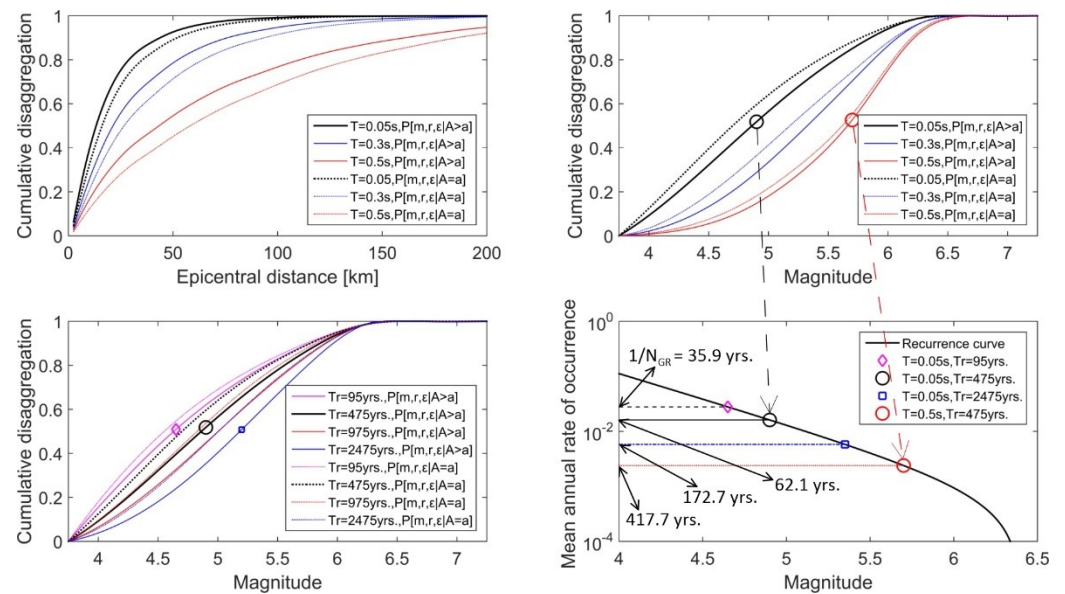 Cumulative disaggregation
1
0.8
0.6
0.4
0.2
0
T=0.05s,P[m,r,ε|A>a]
T=0.3s,P[m,r,ε|A>a]
T=0.5s,P[m,r,ε|A>a]
T=0.05,P[m,r,ε|A=a]
T=0.3s,P[m,r,ε|A=a]
T=0.5s,P[m,r,ε|A=a]
0 50 100 150 200
Epicentral distance [km]
Cumulative disaggregation
1
0.8
0.6
0.4
0.2
0
T=0.05s,P[m,r,ε|A>a]
T=0.3s,P[m,r,ε|A>a]
T=0.5s,P[m,r,ε|A>a]
T=0.05,P[m,r,ε|A=a]
T=0.3s,P[m,r,ε|A=a]
T=0.5s,P[m,r,ε|A=a]
4 4.5 5 5.5 6 6.5 7
Magnitude
Cumulative disaggregation
1
0.8
0.6
0.4
0.2
0
Tr=95yrs.,P[m,r,ε|A>a]
Tr=475yrs.,P[m,r,ε|A>a]
Tr=975yrs.,P[m,r,ε|A>a]
Tr=2475yrs.,P[m,r,ε|A>a]
Tr=95yrs.,P[m,r,ε|A=a]
Tr=475yrs.,P[m,r,ε|A=a]
Tr=975yrs.,P[m,r,ε|A=a]
Tr=2475yrs.,P[m,r,ε|A=a]
4 4.5 5 5.5 6 6.5 7
Magnitude
Mean annual rate of occurrence
10^0
10^-2
10^-4
Recurrence curve
T=0.05s,Tr=95yrs.
T=0.05s,Tr=475yrs.
T=0.05s,Tr=2475yrs.
T=0.5s,Tr=475yrs.
1/N_GR = 35.9 yrs.
62.1 yrs.
172.7 yrs.
417.7 yrs.
4 4.5 5 5.5 6 6.5
Magnitude